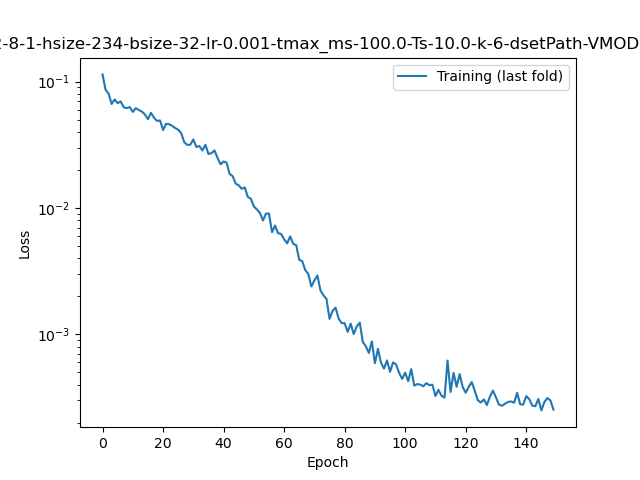 -8-1-hsize-234-bsize-32-lr-0.001-tmax_ms-100.0-Ts-10.0-k-6-dsetPath-VMOD
Training (last fold)
10⁻¹
10⁻²
10⁻³
Loss
0 20 40 60 80 100 120 140
Epoch